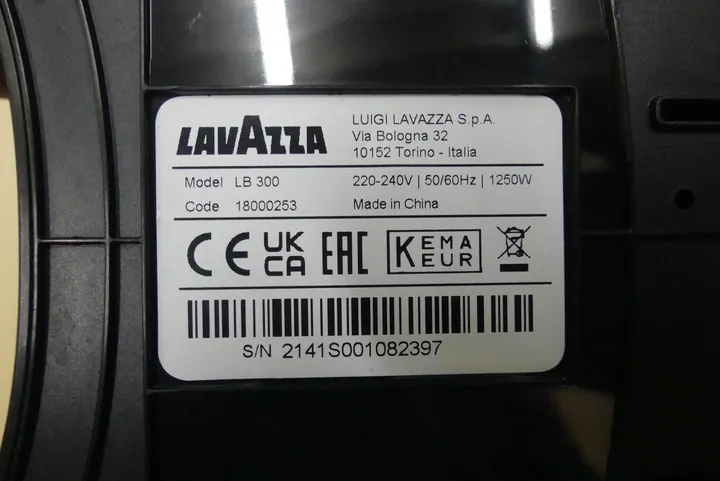 LAVAZZA
LUIGI LAVAZZA S.p.A.
Via Bologna 32
10152 Torino - Italia
Model LB 300
220-240V | 50/60Hz | 1250W
Code 18000253
Made in China
CE UK CA EAC KEMA KEUR
S/N 2141S001082397